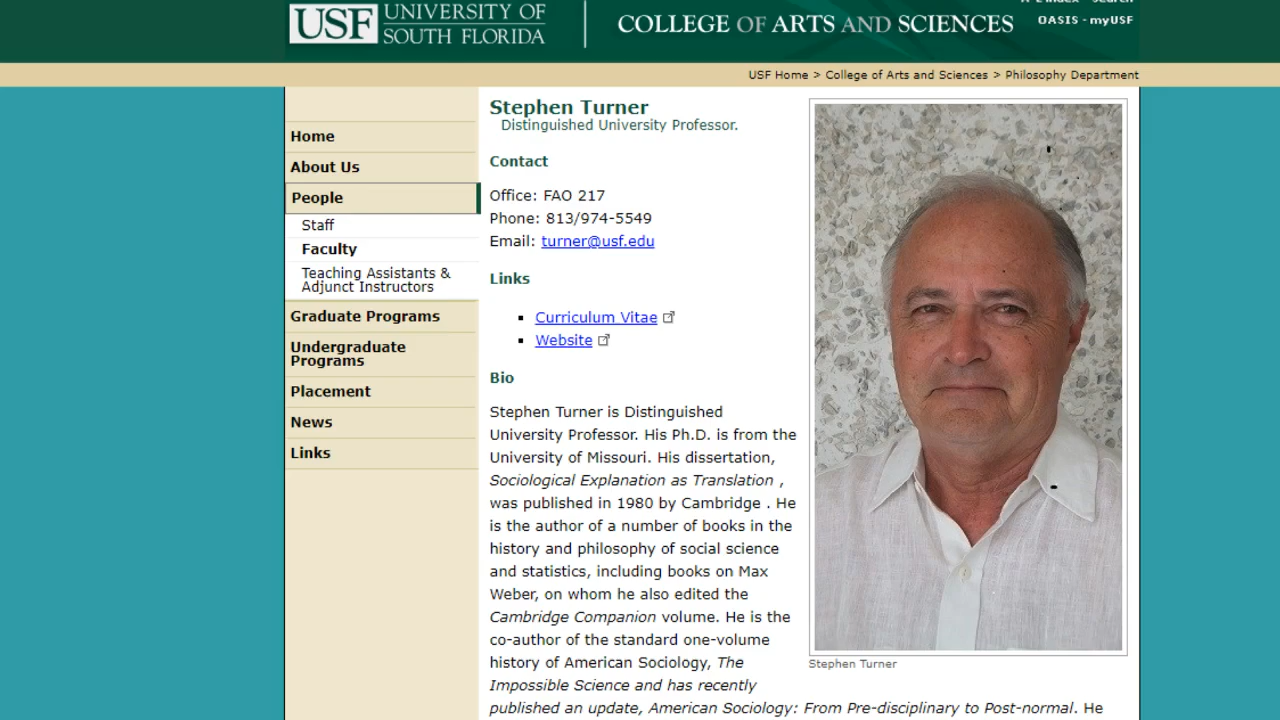 A-Z Index - Search
USF UNIVERSITY OF SOUTH FLORIDA
COLLEGE OF ARTS AND SCIENCES
OASIS - myUSF
USF Home > College of Arts and Sciences > Philosophy Department
Home
About Us
People
Staff
Faculty
Teaching Assistants &
Adjunct Instructors
Graduate Programs
Undergraduate
Programs
Placement
News
Links
Stephen Turner
Distinguished University Professor.
Contact
Office: FAO 217
Phone: 813/974-5549
Email: turner@usf.edu
Links
Curriculum Vitae
Website
Bio
Stephen Turner is Distinguished
University Professor. His Ph.D. is from the
University of Missouri. His dissertation,
Sociological Explanation as Translation ,
was published in 1980 by Cambridge . He
is the author of a number of books in the
history and philosophy of social science
and statistics, including books on Max
Weber, on whom he also edited the
Cambridge Companion volume. He is the
co-author of the standard one-volume
history of American Sociology, The
Impossible Science and has recently
published an update, American Sociology: From Pre-disciplinary to Post-normal. He
Stephen Turner